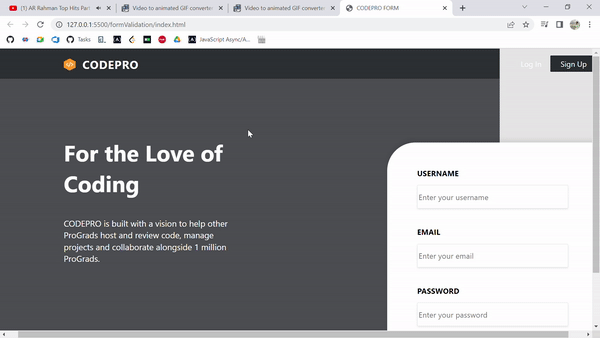 (1) AR Rahman Top Hits Par
Video to animated GIF converter
Video to animated GIF converter
CODEPRO FORM
127.0.0.1:5500/formValidation/index.html
Tasks
JavaScript Async/A...
CODEPRO
Log In
Sign Up
For the Love of
Coding
CODEPRO is built with a vision to help other
ProGrads host and review code, manage
projects and collaborate alongside 1 million
ProGrads.
USERNAME
Enter your username
EMAIL
Enter your email
PASSWORD
Enter your password